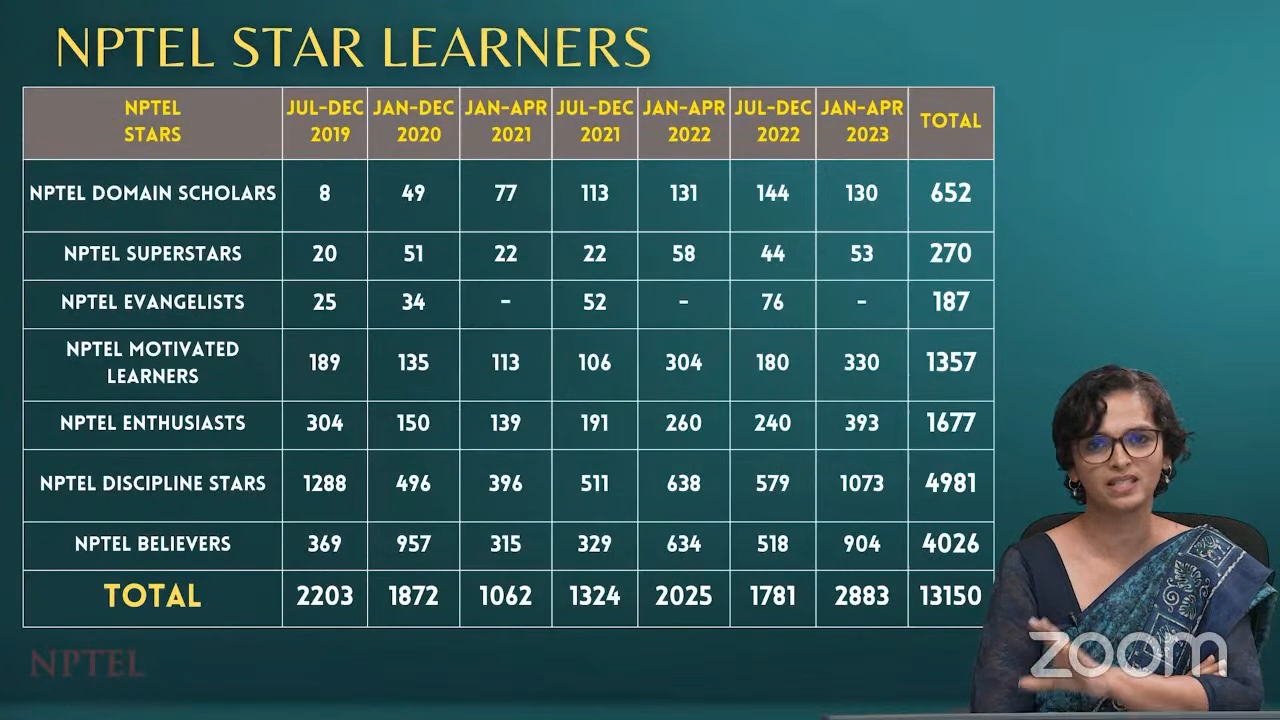 NPTEL STAR LEARNERS
NPTEL STARS JUL-DEC 2019 JAN-DEC 2020 JAN-APR 2021 JUL-DEC 2021 JAN-APR 2022 JUL-DEC 2022 JAN-APR 2023 TOTAL
NPTEL DOMAIN SCHOLARS 8 49 77 113 131 144 130 652
NPTEL SUPERSTARS 20 51 22 22 58 44 53 270
NPTEL EVANGELISTS 25 34 - 52 - 76 - 187
NPTEL MOTIVATED LEARNERS 189 135 113 106 304 180 330 1357
NPTEL ENTHUSIASTS 304 150 139 191 260 240 393 1677
NPTEL DISCIPLINE STARS 1288 496 396 511 638 579 1073 4981
NPTEL BELIEVERS 369 957 315 329 634 518 904 4026
TOTAL 2203 1872 1062 1324 2025 1781 2883 13150
NPTEL
zoom